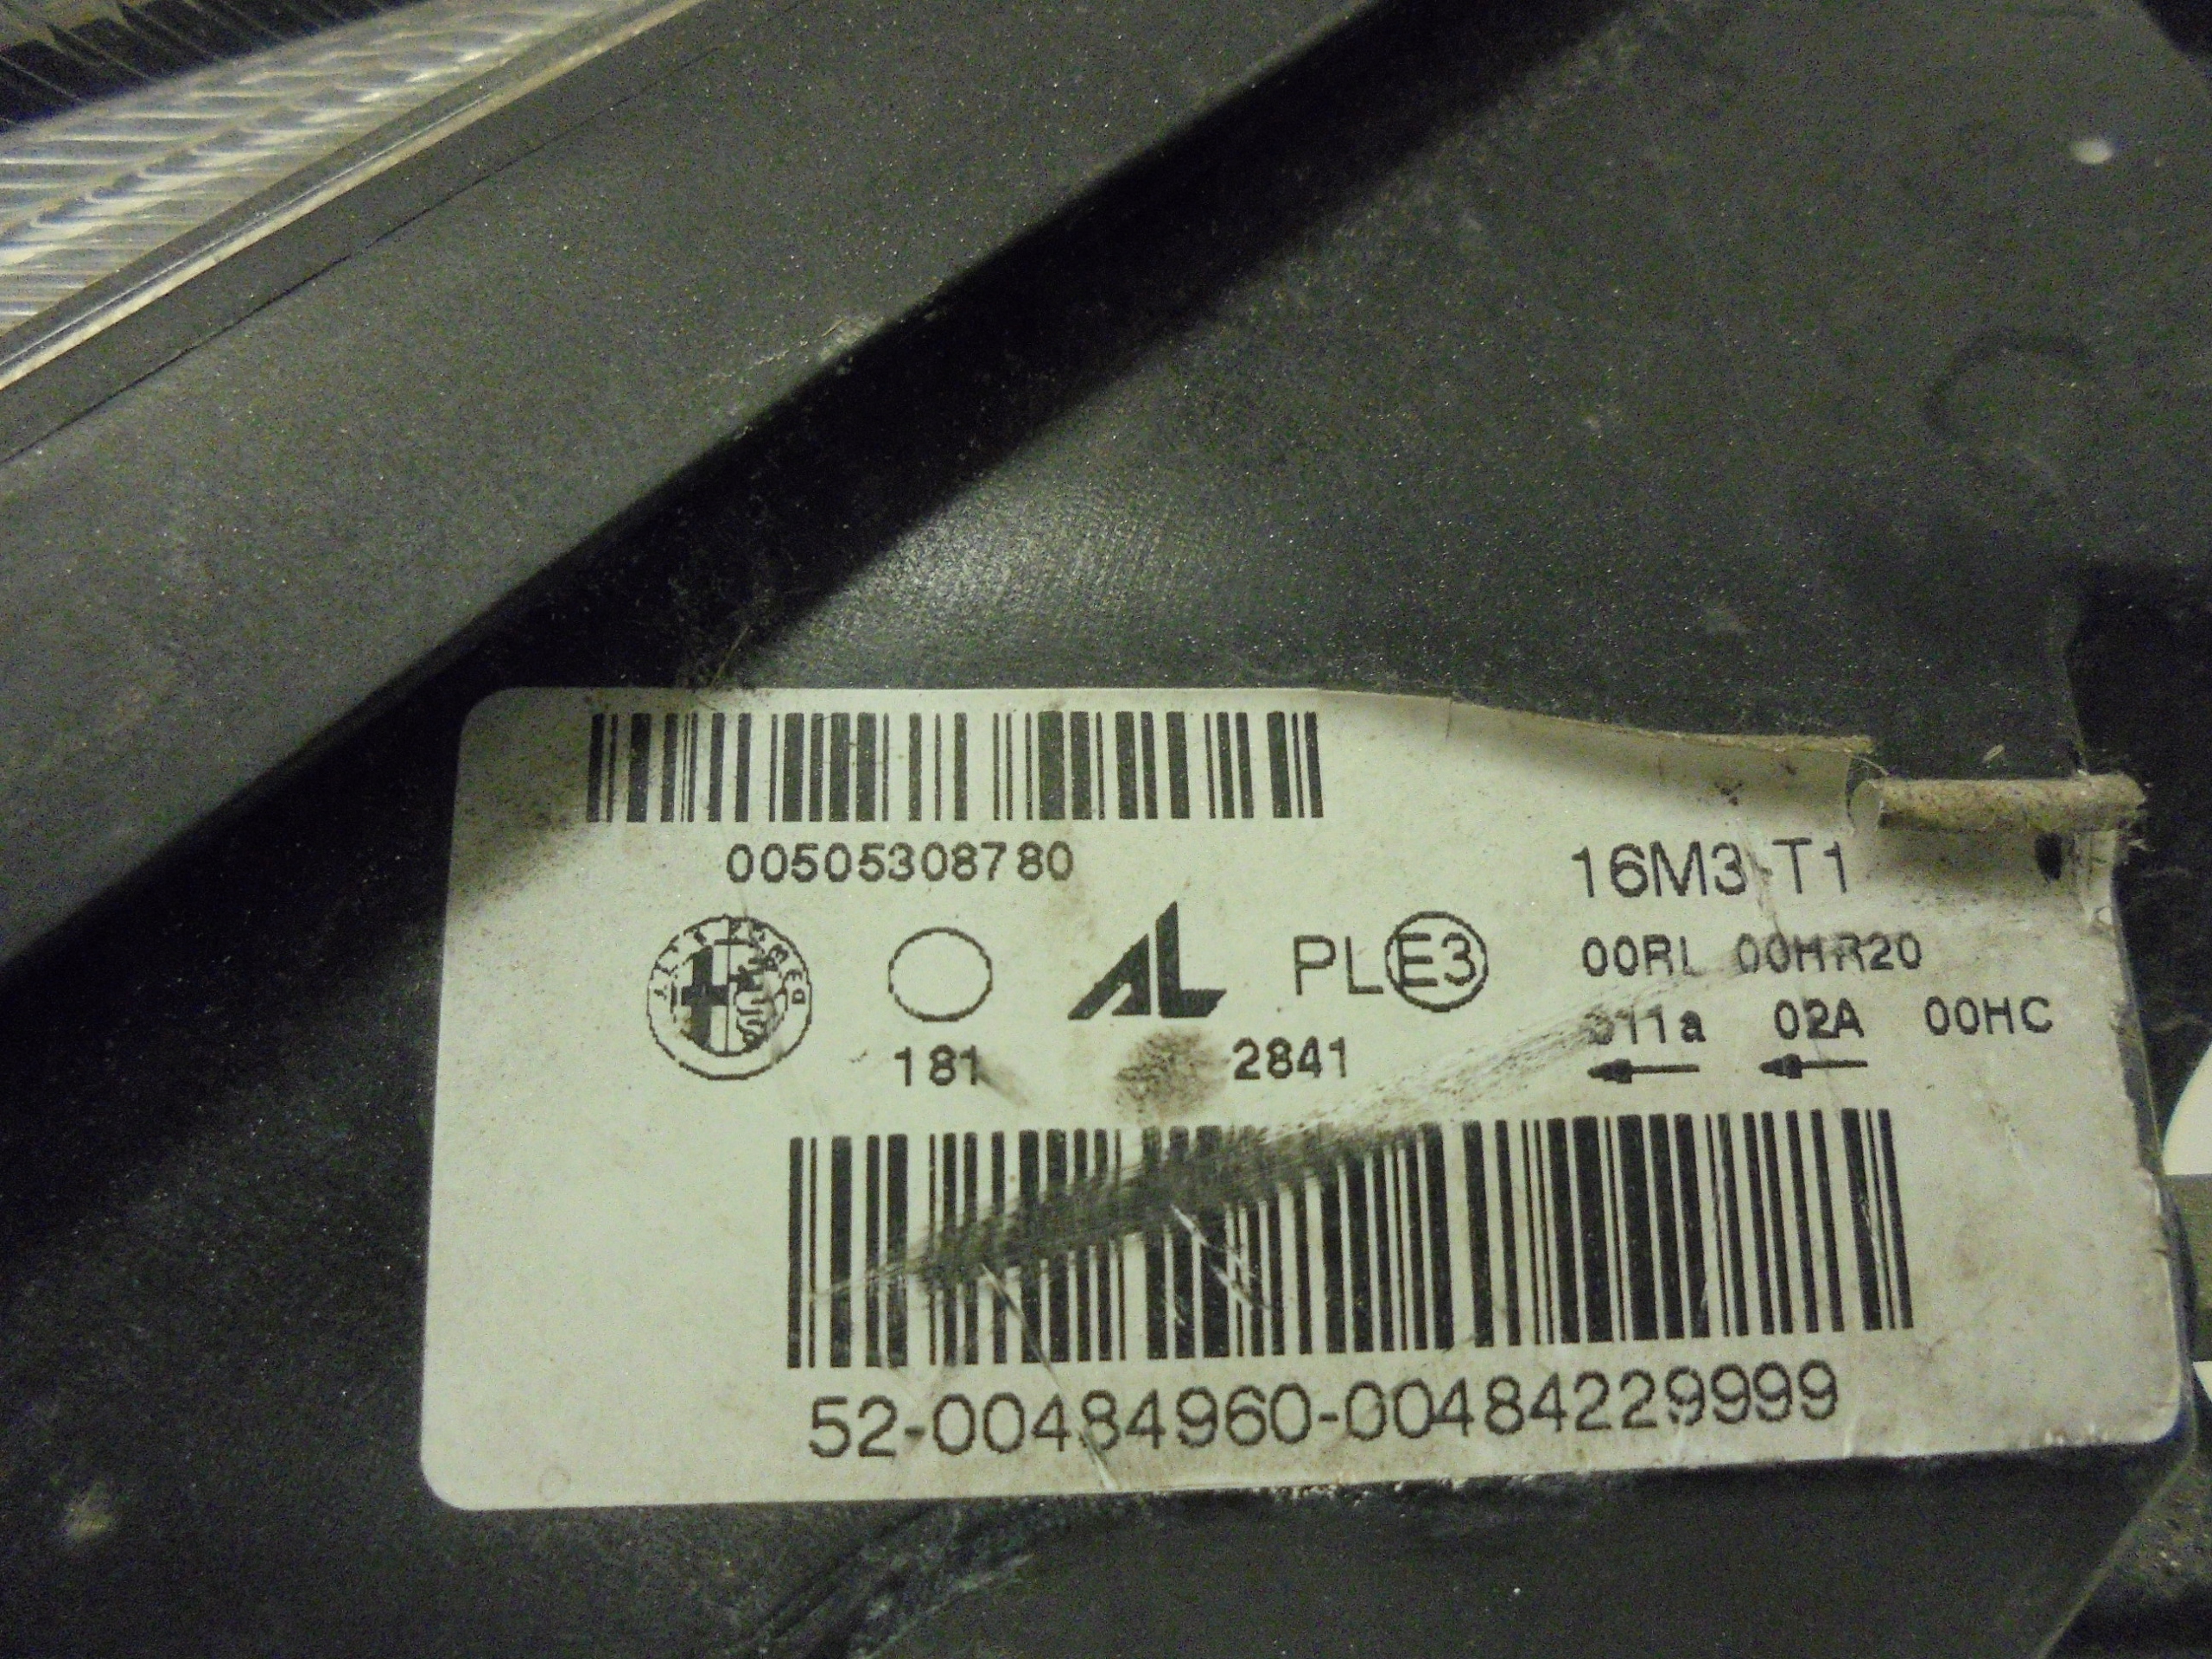 00505308780
16M3 T1
AL PL E3 00RL 00HR20
181 2841 02A 00HC
52-00484960-00484229999